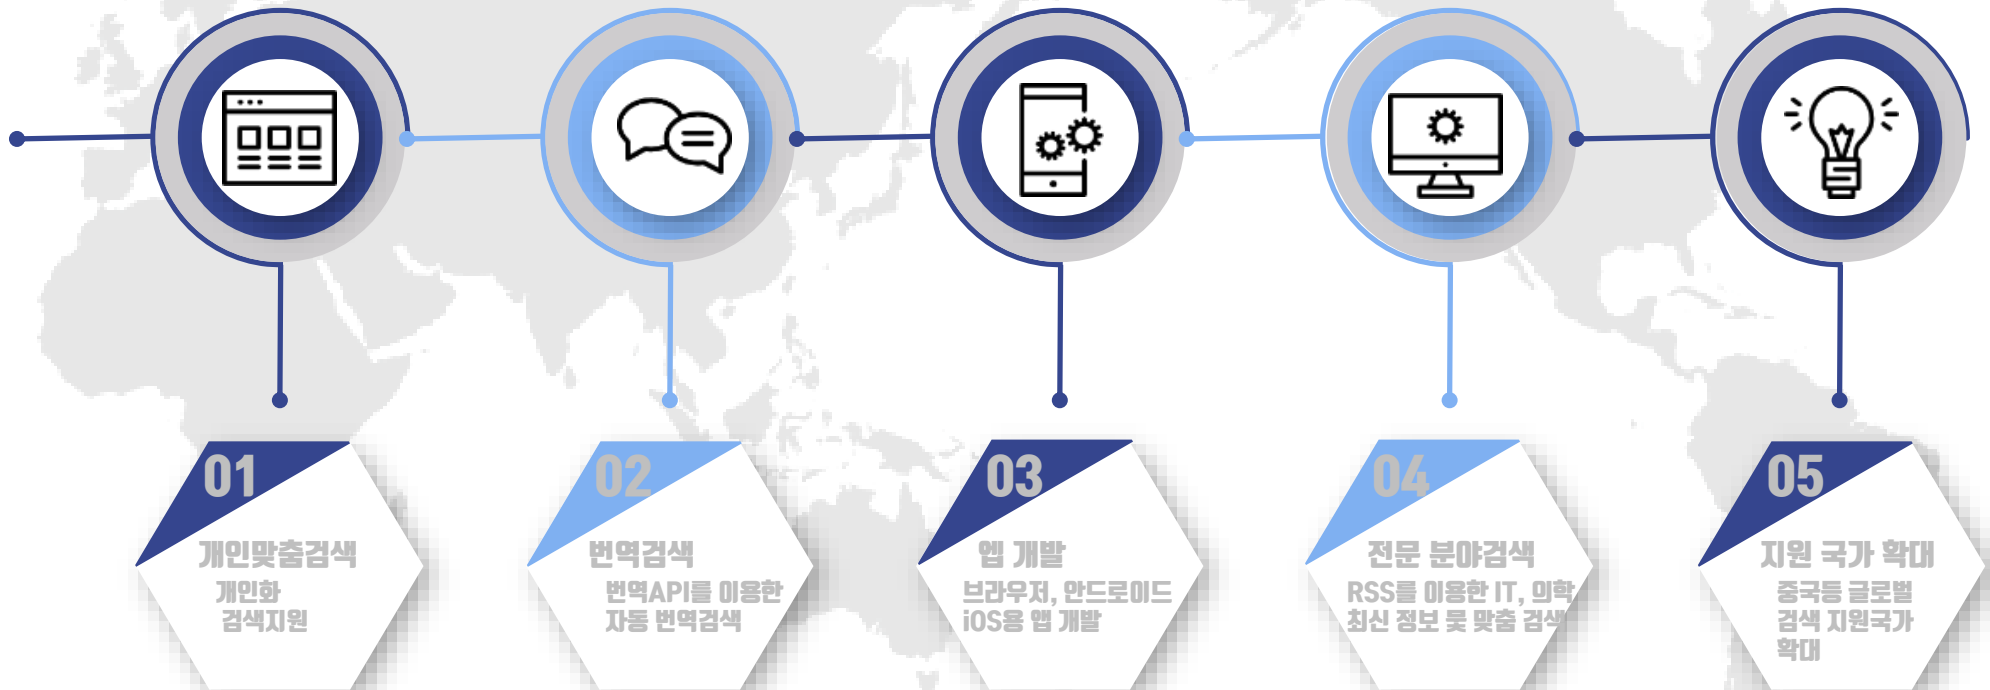 01
개인맞춤검색
개인화
검색지원
02
번역검색
번역API를 이용한
자동 번역검색
03
엡 개발
브라우저, 안드로이드
iOS용 앱 개발
04
전문 분야검색
RSS를 이용한 IT, 의학
최신 정보 뭋 맞춤 검색
05
지원 국가 확대
중국등 글로벌
검색 지원국가
확대